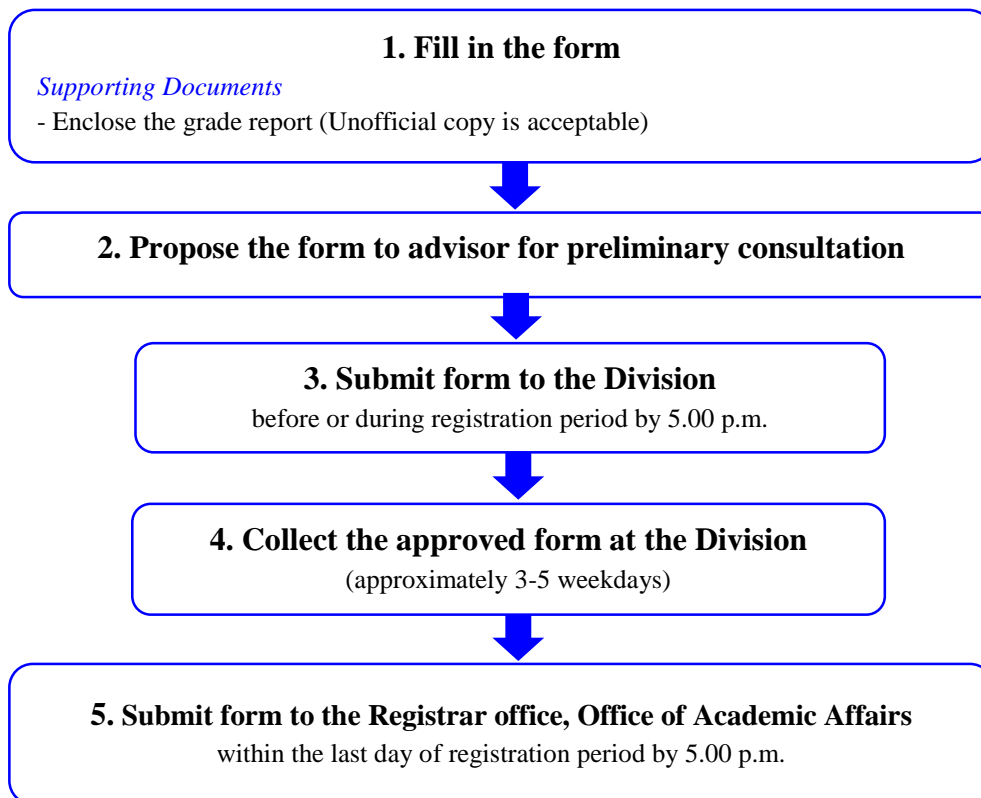 1. Fill in the form
Supporting Documents
- Enclose the grade report (Unofficial copy is acceptable)
2. Propose the form to advisor for preliminary consultation
3. Submit form to the Division
before or during registration period by 5.00 p.m.
4. Collect the approved form at the Division
(approximately 3-5 weekdays)
5. Submit form to the Registrar office, Office of Academic Affairs
within the last day of registration period by 5.00 p.m.